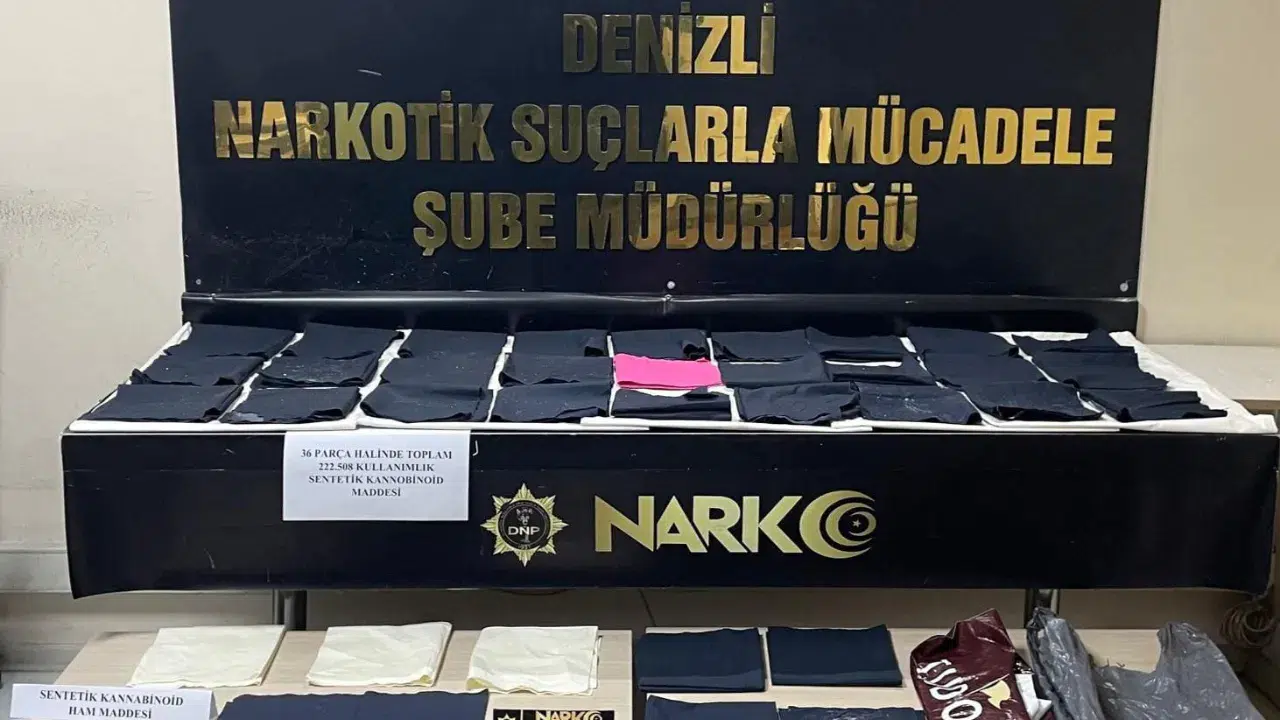 DENİZLİ
NARKOTİK SUÇLARLA MÜCADELE
ŞUBE MÜDÜRLÜĞÜ
36 PARÇA HALİNDE TOPLAM
222.508 KULLANIMLIK
SENTETİK KANNOBİNOİD
MADDESİ
DNP
NARKO
SENTETİK KANNABİNOİD
HAM MADDESİ
NARKO